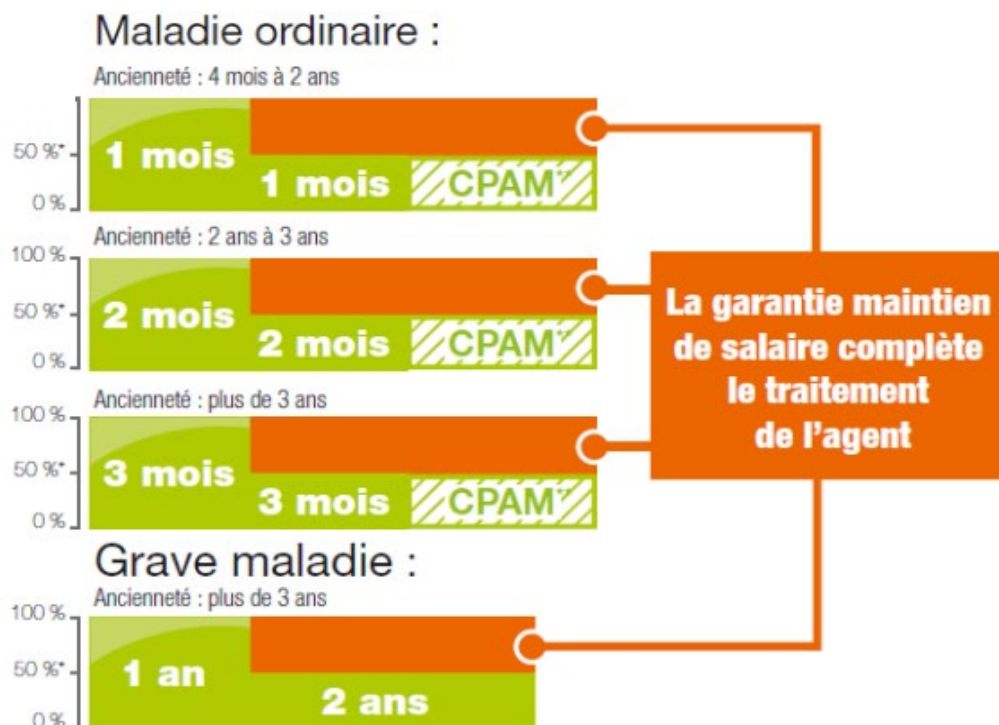 Maladie ordinaire :
Ancienneté : 4 mois à 2 ans
50 %*
0 %
1 mois
1 mois
CPAM**
Ancienneté : 2 ans à 3 ans
100 %
50 %*
0 %
2 mois
2 mois
CPAM**
Ancienneté : plus de 3 ans
100 %
50 %*
0 %
3 mois
3 mois
CPAM**
La garantie maintien
de salaire complète
le traitement
de l'agent
Grave maladie :
Ancienneté : plus de 3 ans
100 %
50 %*
0 %
1 an
2 ans